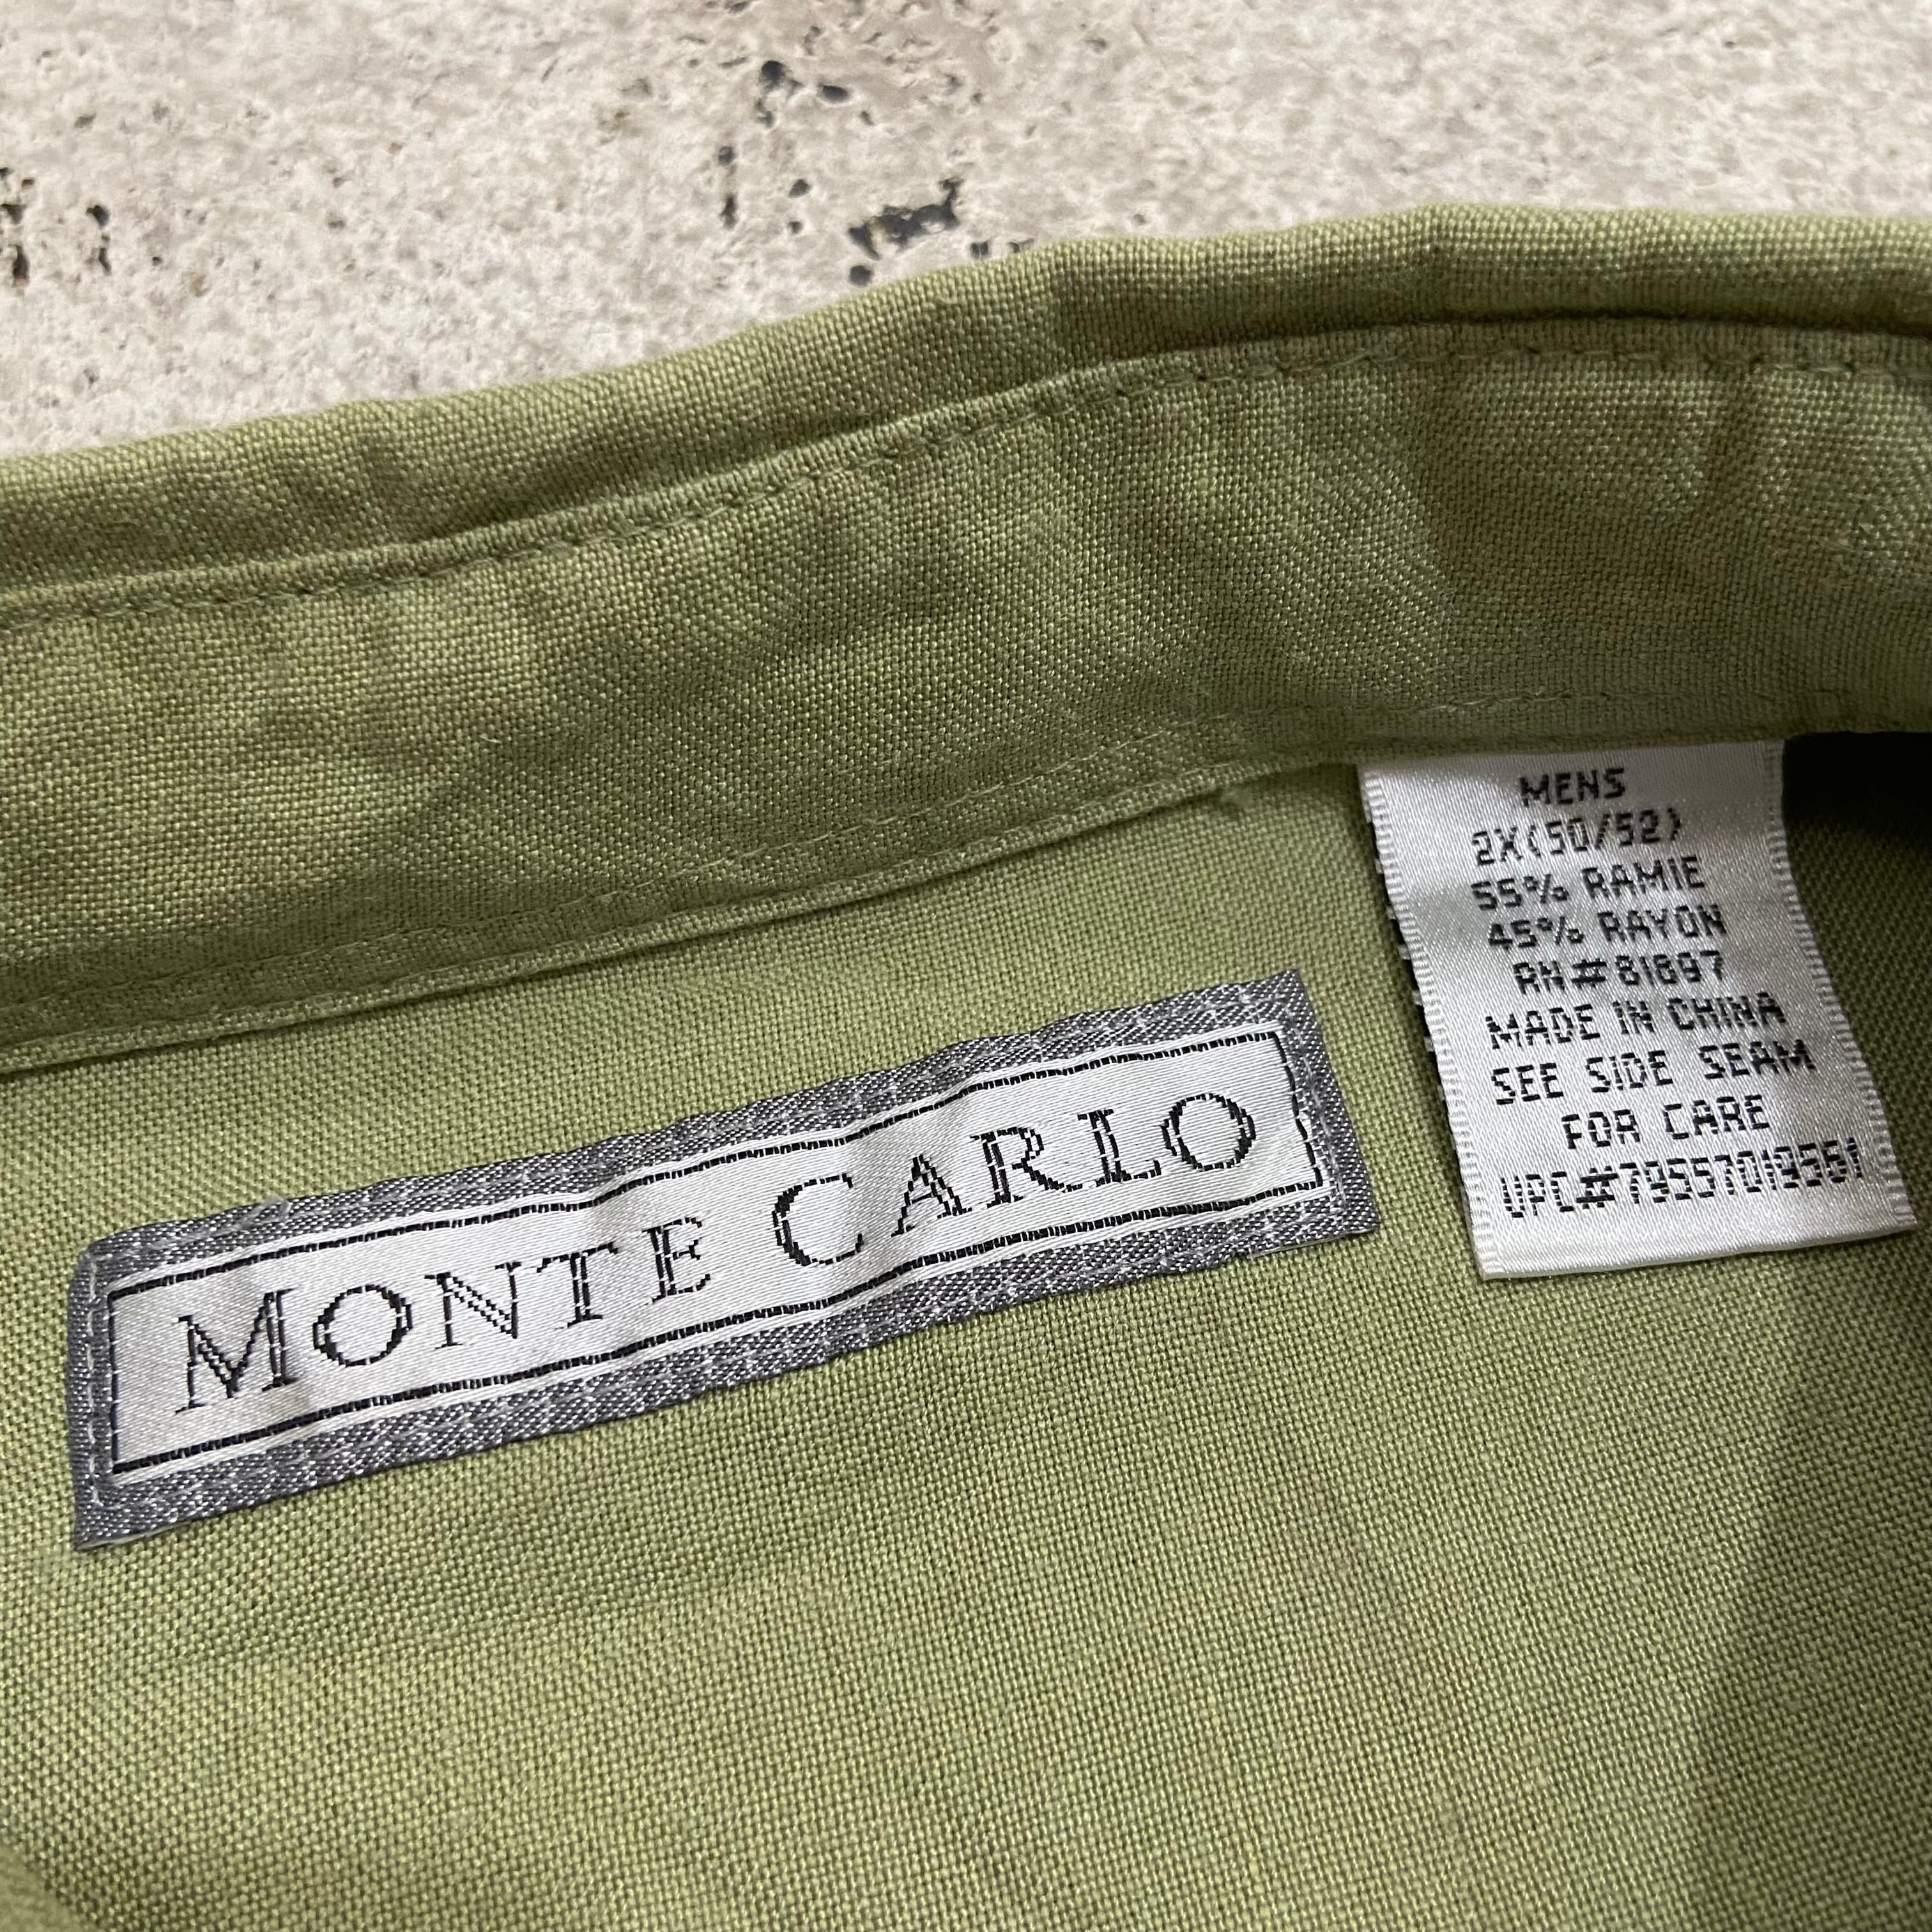 MONTE CARLO
MENS
2X(50/52)
55% RAMIE
45% RAYON
RN#81897
MADE IN CHINA
SEE SIDE SEAM
FOR CARE
UPC#79557019561